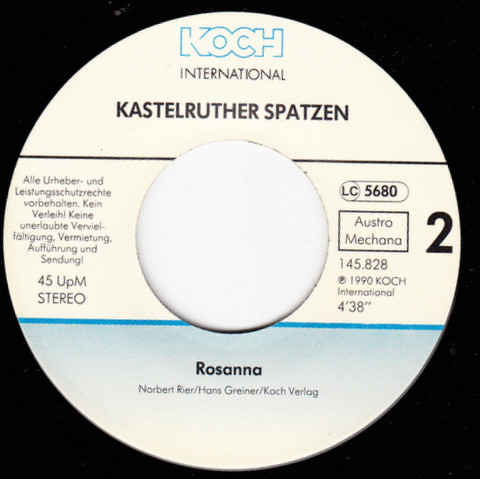 KOCH
INTERNATIONAL
KASTELRUTHER SPATZEN
Alle Urheber- und
Leistungsschutzrechte
vorbehalten. Kein
Verleih! Keine
unerlaubte Verviel-
fältigung, Vermietung,
Aufführung und
Sendung!
45 UpM
STEREO
LC 5680
Austro
Mechana
2
145.828
℗ 1990 KOCH
International
4'38"
Rosanna
Norbert Rier/Hans Greiner/Koch Verlag